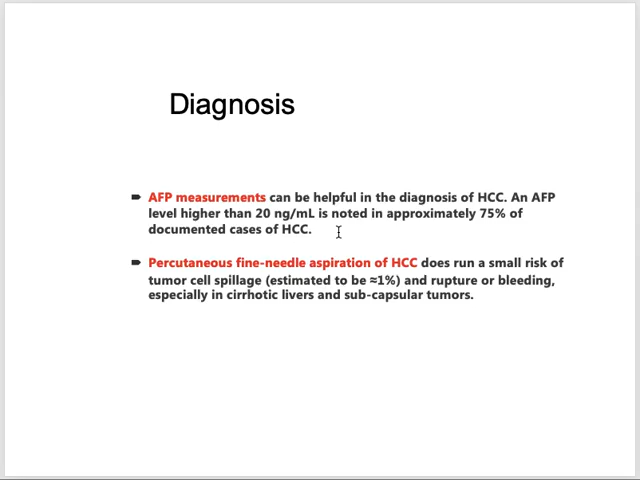 Diagnosis
AFP measurements can be helpful in the diagnosis of HCC. An AFP
level higher than 20 ng/mL is noted in approximately 75% of
documented cases of HCC.
Percutaneous fine-needle aspiration of HCC does run a small risk of
tumor cell spillage (estimated to be ≈1%) and rupture or bleeding,
especially in cirrhotic livers and sub-capsular tumors.